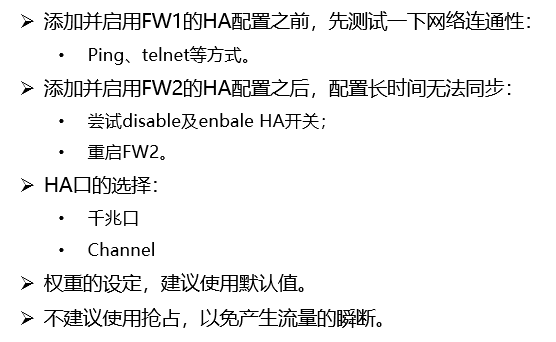 ➢ 添加并启用FW1的HA配置之前，先测试一下网络连通性：
• Ping、telnet等方式。
➢ 添加并启用FW2的HA配置之后，配置长时间无法同步：
• 尝试disable及enbale HA开关；
• 重启FW2。
➢ HA口的选择：
• 千兆口
• Channel
➢ 权重的设定，建议使用默认值。
➢ 不建议使用抢占，以免产生流量的瞬断。